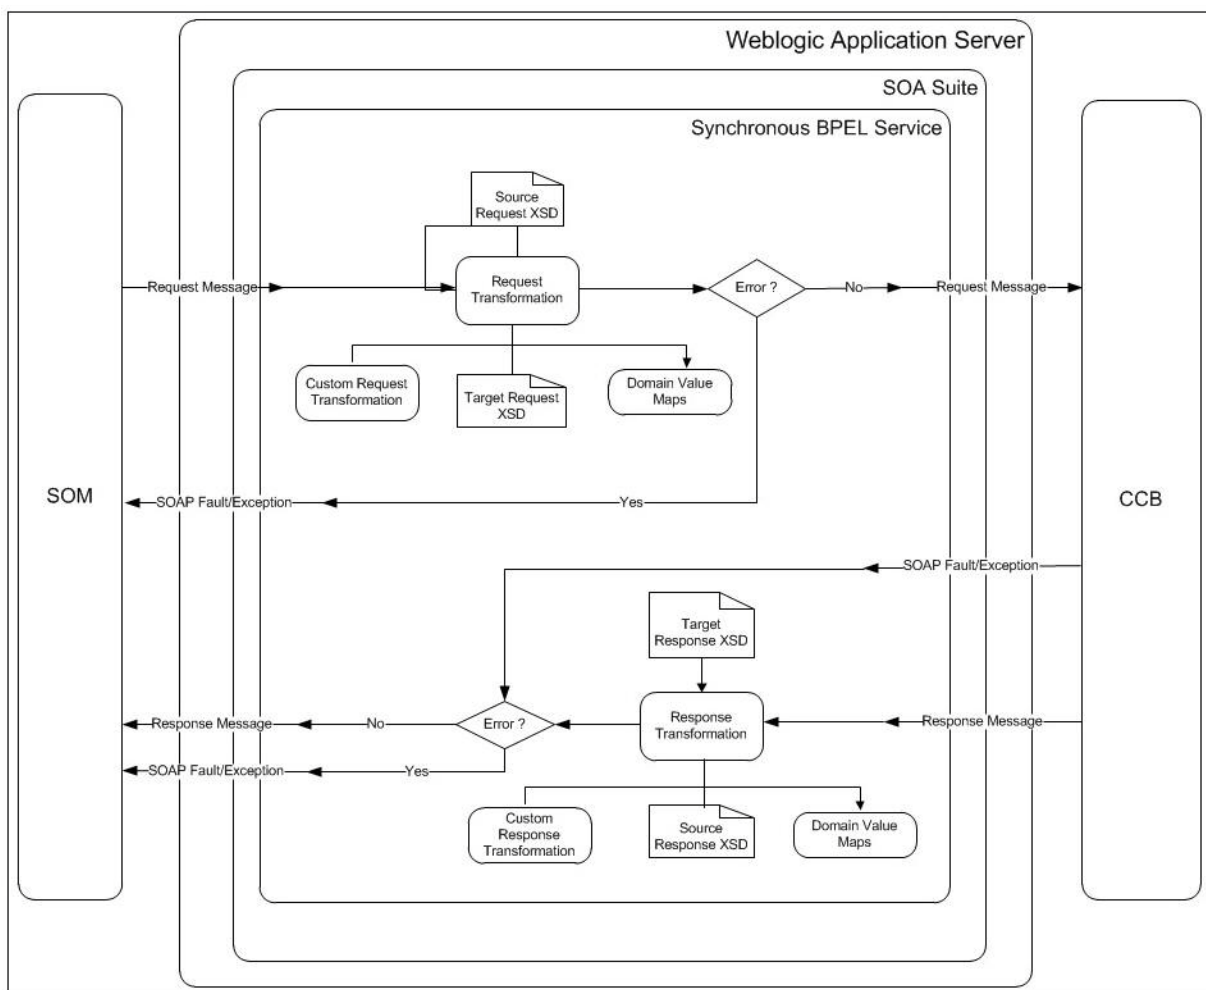 Weblogic Application Server
SOA Suite
Synchronous BPEL Service
Source
Request XSD
Request Message
Request
Transformation
Error ?
No
Request Message
Custom Request
Transformation
Target Request
XSD
Domain Value
Maps
SOM
CCB
SOAP Fault/Exception
Yes
SOAP Fault/Exception
Target
Response XSD
Response Message
No
Error ?
Response
Transformation
Response Message
SOAP Fault/Exception
Yes
Custom
Response
Transformation
Source
Response XSD
Domain Value
Maps